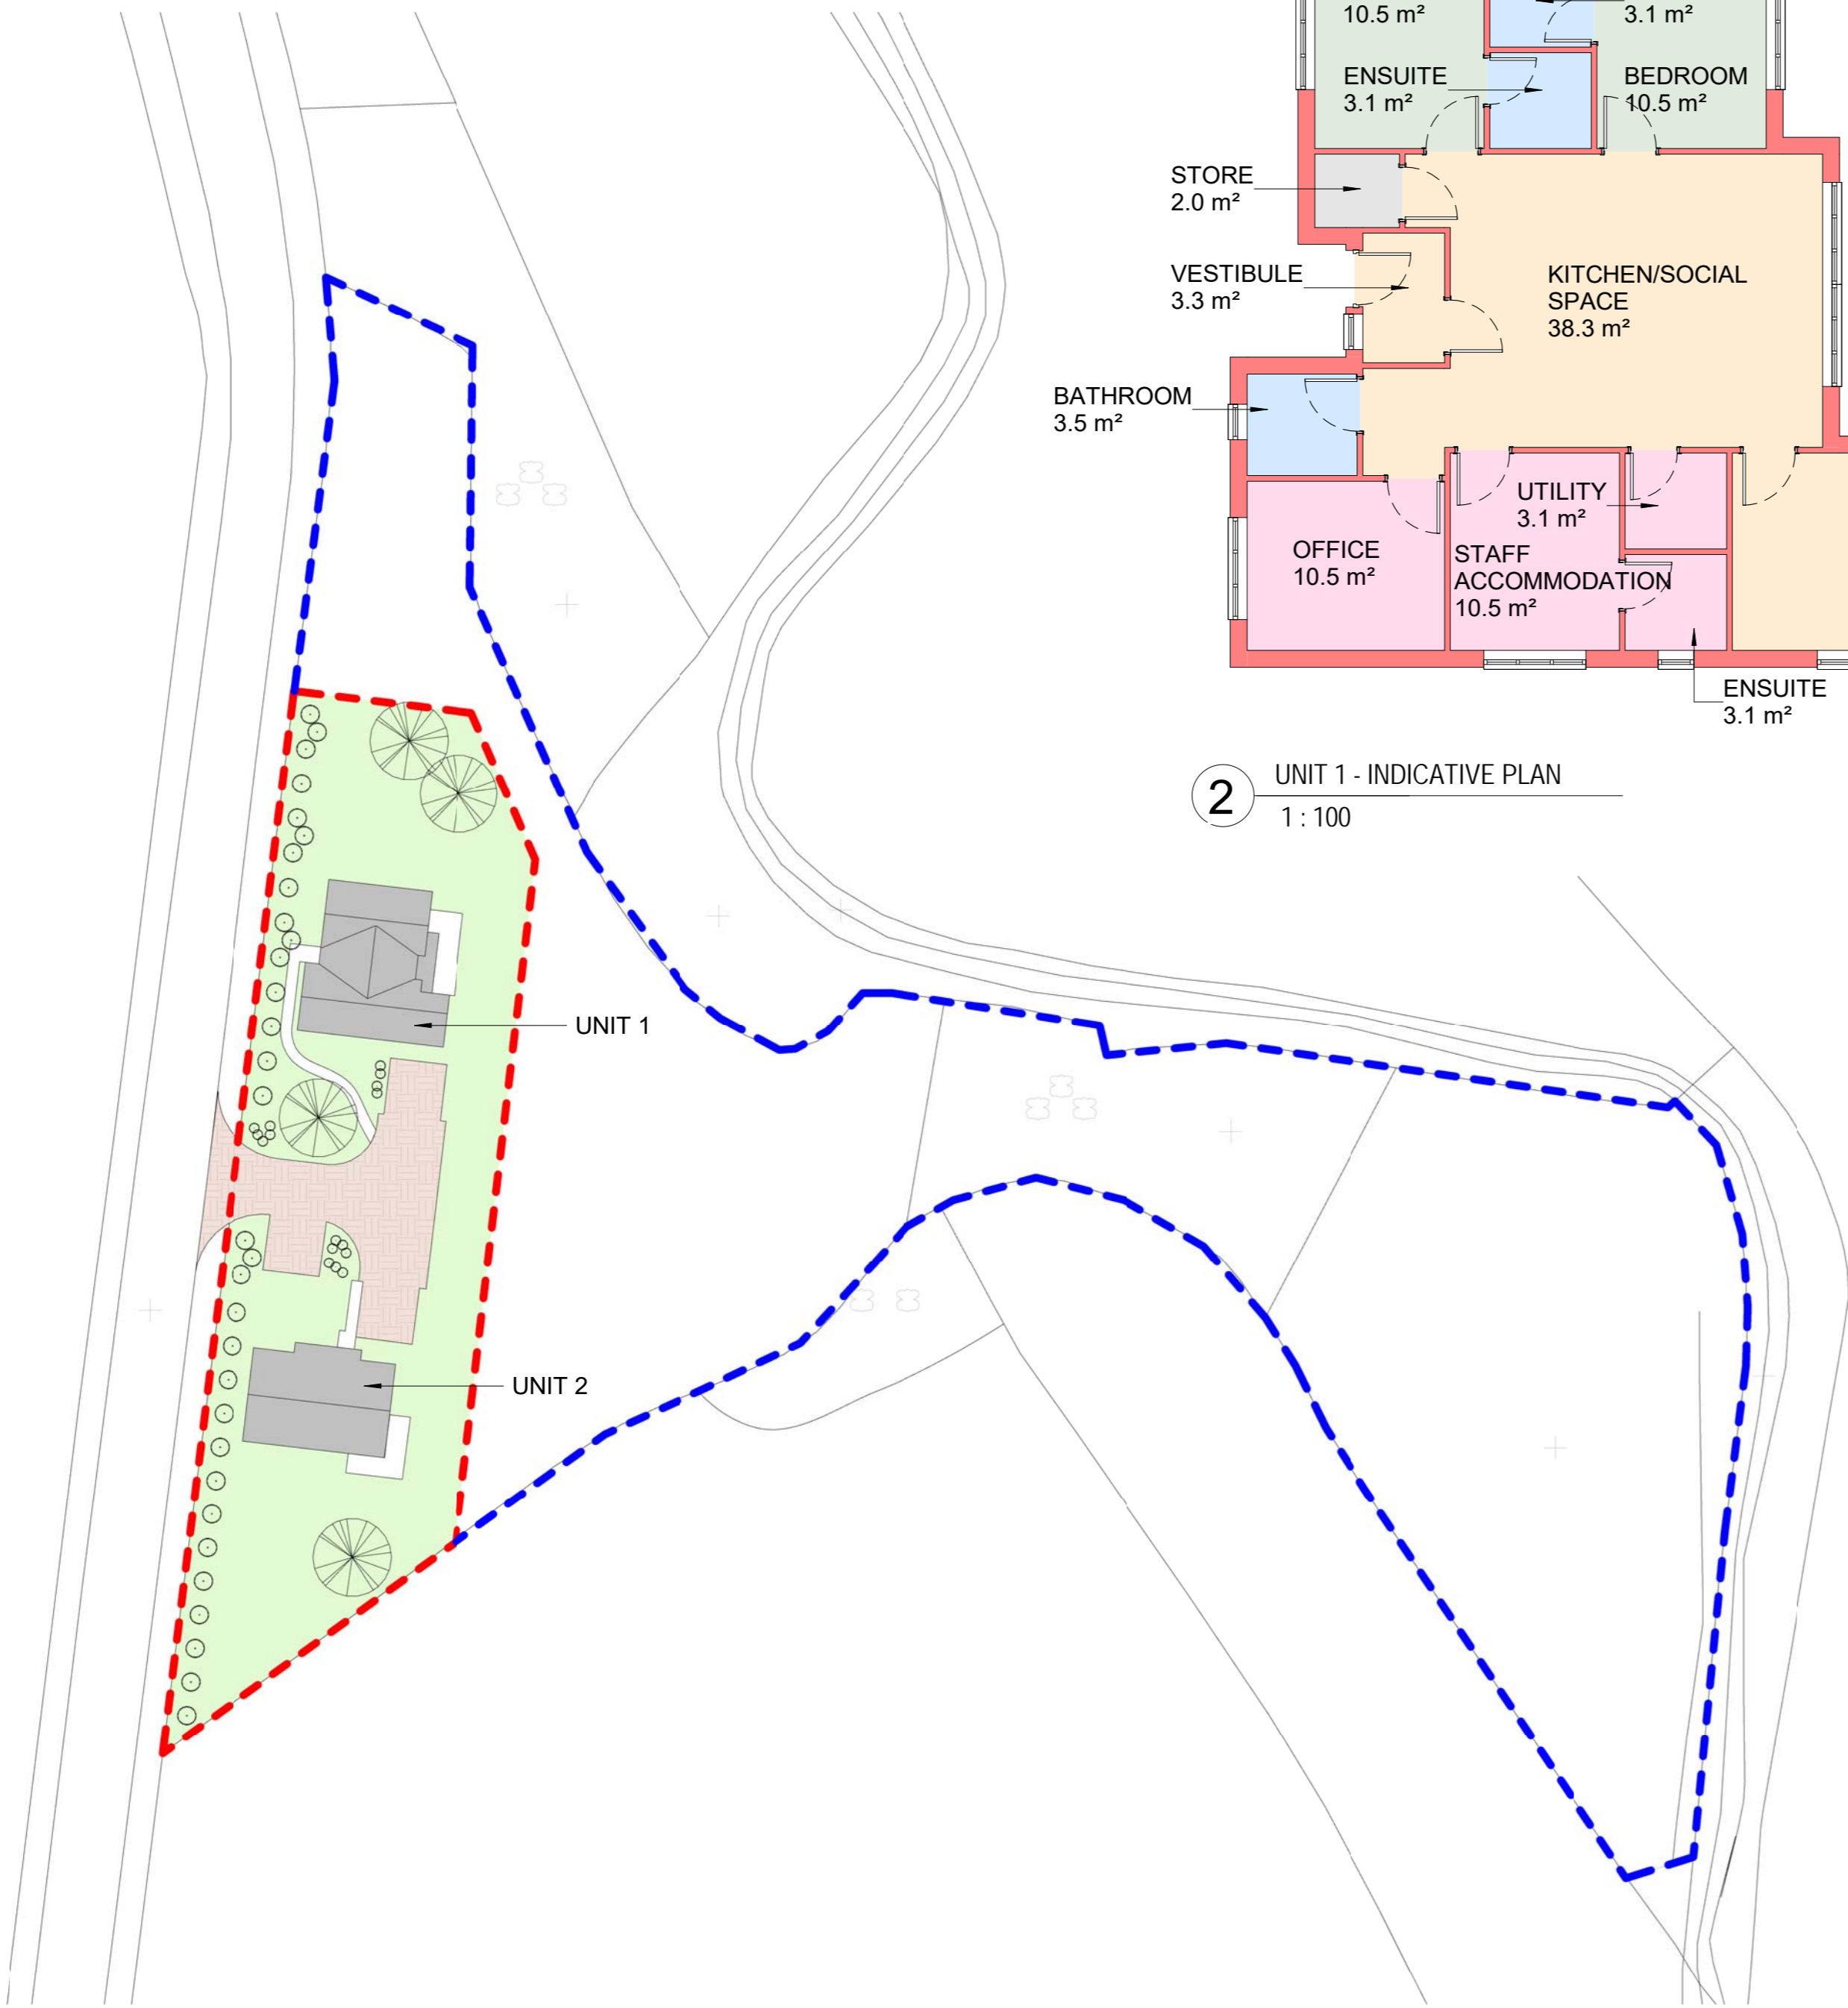 10.5 m²
3.1 m²
ENSUITE
3.1 m²
BEDROOM
10.5 m²
STORE
2.0 m²
VESTIBULE
3.3 m²
KITCHEN/SOCIAL
SPACE
38.3 m²
BATHROOM
3.5 m²
UTILITY
3.1 m²
OFFICE
10.5 m²
STAFF
ACCOMMODATION
10.5 m²
ENSUITE
3.1 m²
2
UNIT 1 - INDICATIVE PLAN
1 : 100
UNIT 1
UNIT 2